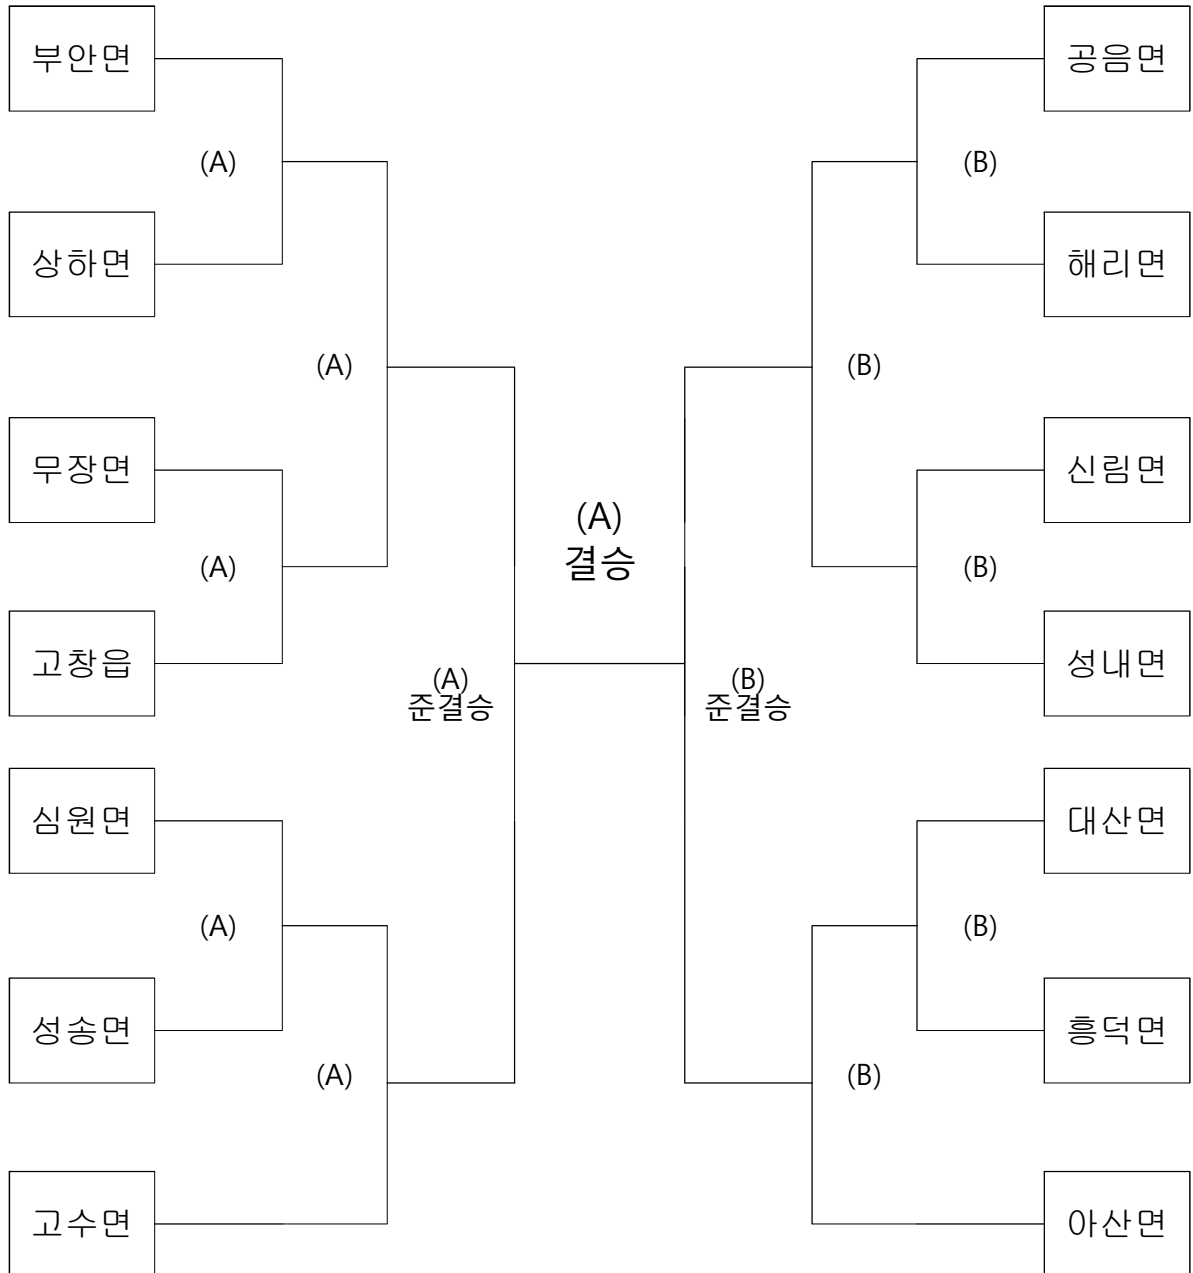 부안면
공음면
(A)
(B)
상하면
해리면
(A)
(B)
무장면
신림면
(A)
결승
(A)
(B)
고창읍
성내면
(A)
준결승
(B)
준결승
심원면
대산면
(A)
(B)
성송면
흥덕면
(A)
(B)
고수면
아산면